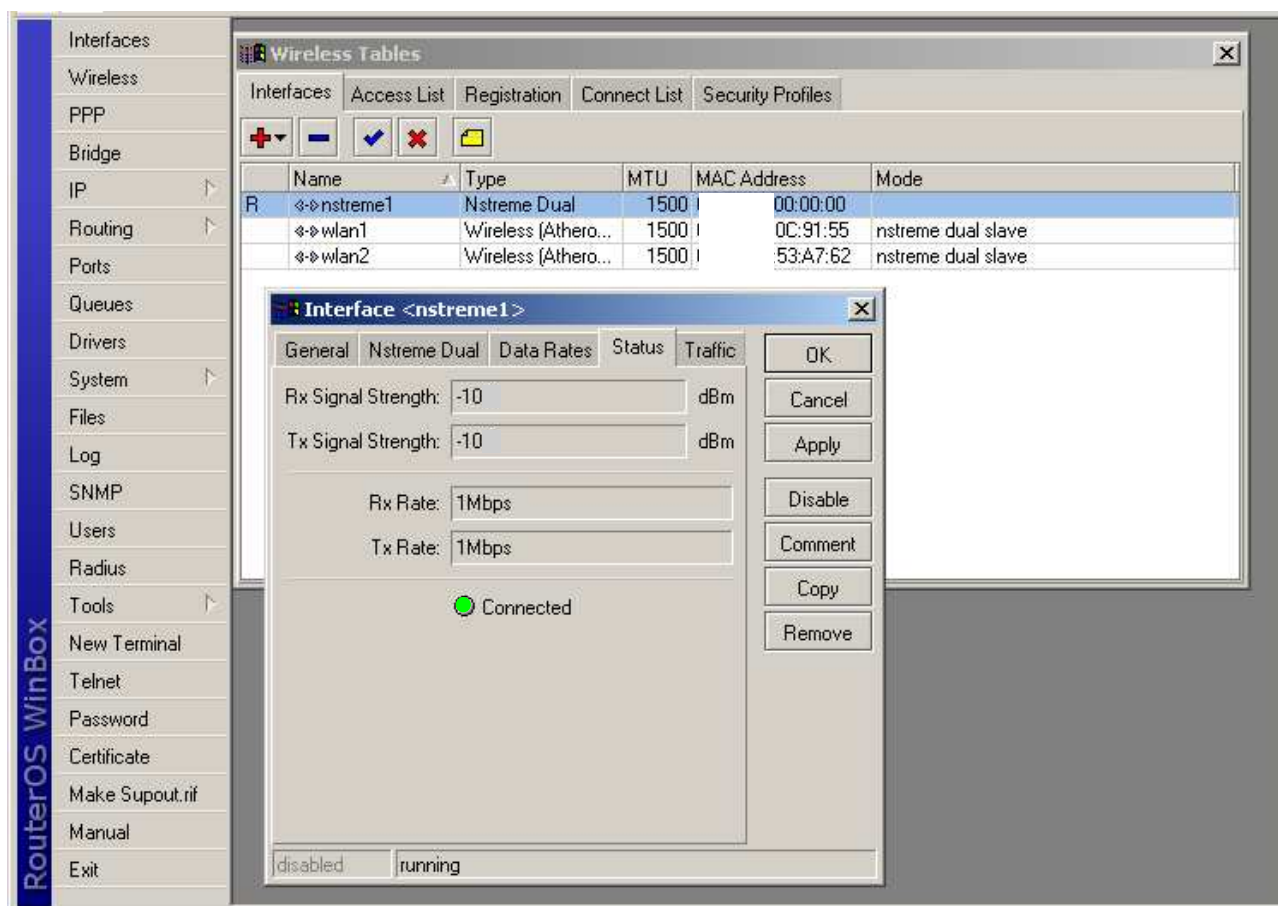 RouterOS WinBox
Interfaces
Wireless
PPP
Bridge
IP
Routing
Ports
Queues
Drivers
System
Files
Log
SNMP
Users
Radius
Tools
New Terminal
Telnet
Password
Certificate
Make Supout.rif
Manual
Exit
Wireless Tables
Interfaces Access List Registration Connect List Security Profiles
Name Type MTU MAC Address Mode
R nstreme1 Nstreme Dual 1500 00:00:00
wlan1 Wireless (Athero... 1500 0C:91:55 nstreme dual slave
wlan2 Wireless (Athero... 1500 :53:A7:62 nstreme dual slave
Interface <nstreme1>
General Nstreme Dual Data Rates Status Traffic
Rx Signal Strength: -10 dBm
Tx Signal Strength: -10 dBm
Rx Rate: 1Mbps
Tx Rate: 1Mbps
Connected
OK
Cancel
Apply
Disable
Comment
Copy
Remove
disabled running